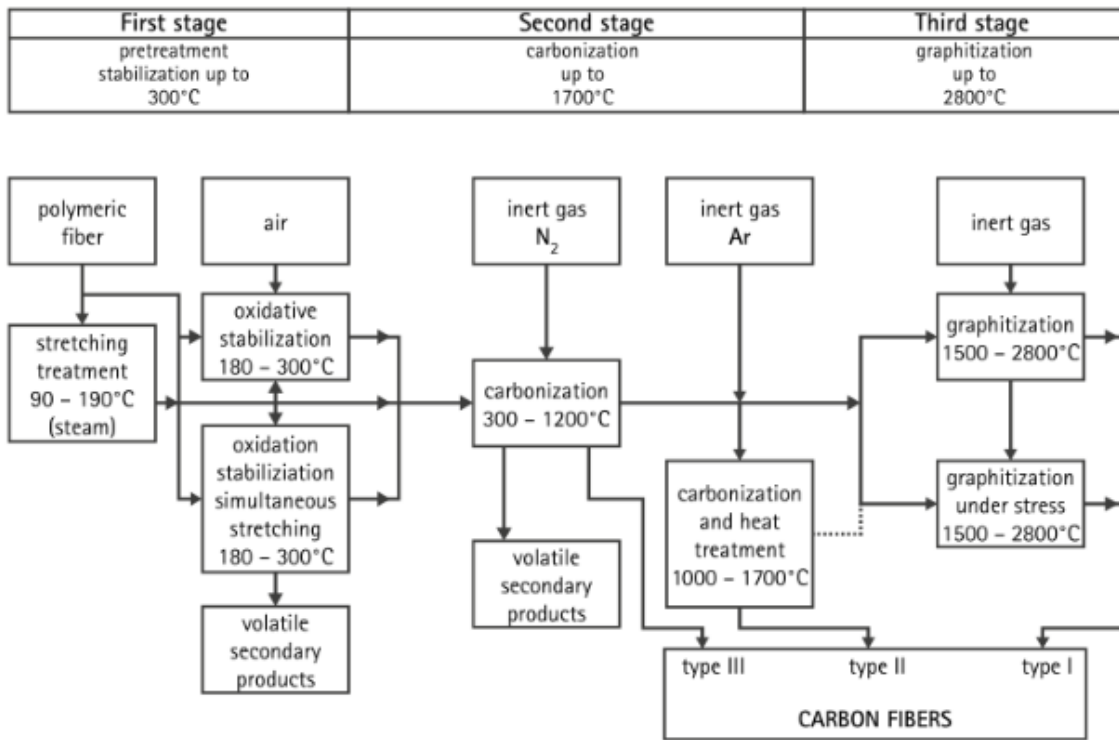 First stage
pretreatment
stabilization up to
300°C
Second stage
carbonization
up to
1700°C
Third stage
graphitization
up to
2800°C
polymeric
fiber
air
inert gas
N₂
inert gas
Ar
inert gas
stretching
treatment
90 – 190°C
(steam)
oxidative
stabilization
180 – 300°C
oxidation
stabiliziation
simultaneous
stretching
180 – 300°C
volatile
secondary
products
carbonization
300 – 1200°C
volatile
secondary
products
carbonization
and heat
treatment
1000 – 1700°C
graphitization
1500 – 2800°C
graphitization
under stress
1500 – 2800°C
type III
type II
type I
CARBON FIBERS